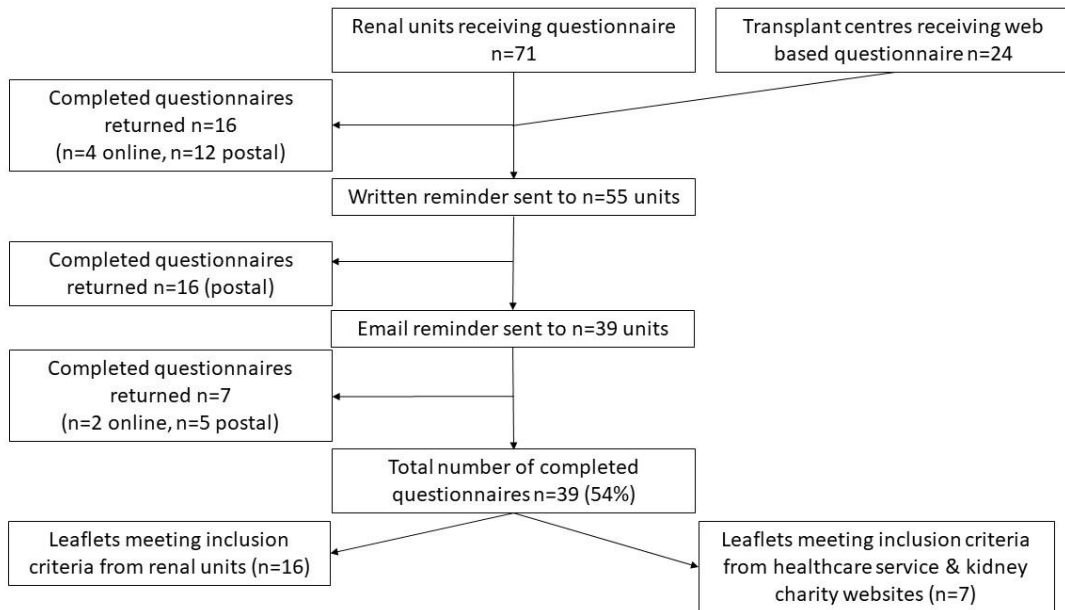 Renal units receiving questionnaire
n=71
Transplant centres receiving web
based questionnaire n=24
Completed questionnaires
returned n=16
(n=4 online, n=12 postal)
Written reminder sent to n=55 units
Completed questionnaires
returned n=16 (postal)
Email reminder sent to n=39 units
Completed questionnaires
returned n=7
(n=2 online, n=5 postal)
Total number of completed
questionnaires n=39 (54%)
Leaflets meeting inclusion
criteria from renal units (n=16)
Leaflets meeting inclusion criteria
from healthcare service & kidney
charity websites (n=7)